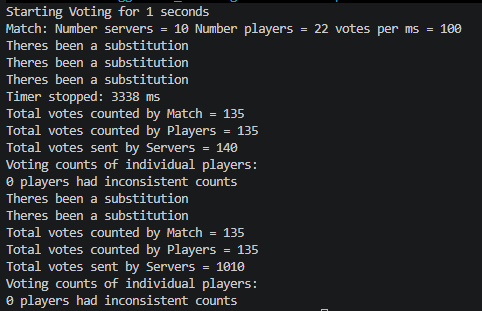 Starting Voting for 1 seconds
Match: Number servers = 10 Number players = 22 votes per ms = 100
Theres been a substitution
Theres been a substitution
Theres been a substitution
Timer stopped: 3338 ms
Total votes counted by Match = 135
Total votes counted by Players = 135
Total votes sent by Servers = 140
Voting counts of individual players:
0 players had inconsistent counts
Theres been a substitution
Theres been a substitution
Total votes counted by Match = 135
Total votes counted by Players = 135
Total votes sent by Servers = 1010
Voting counts of individual players:
0 players had inconsistent counts